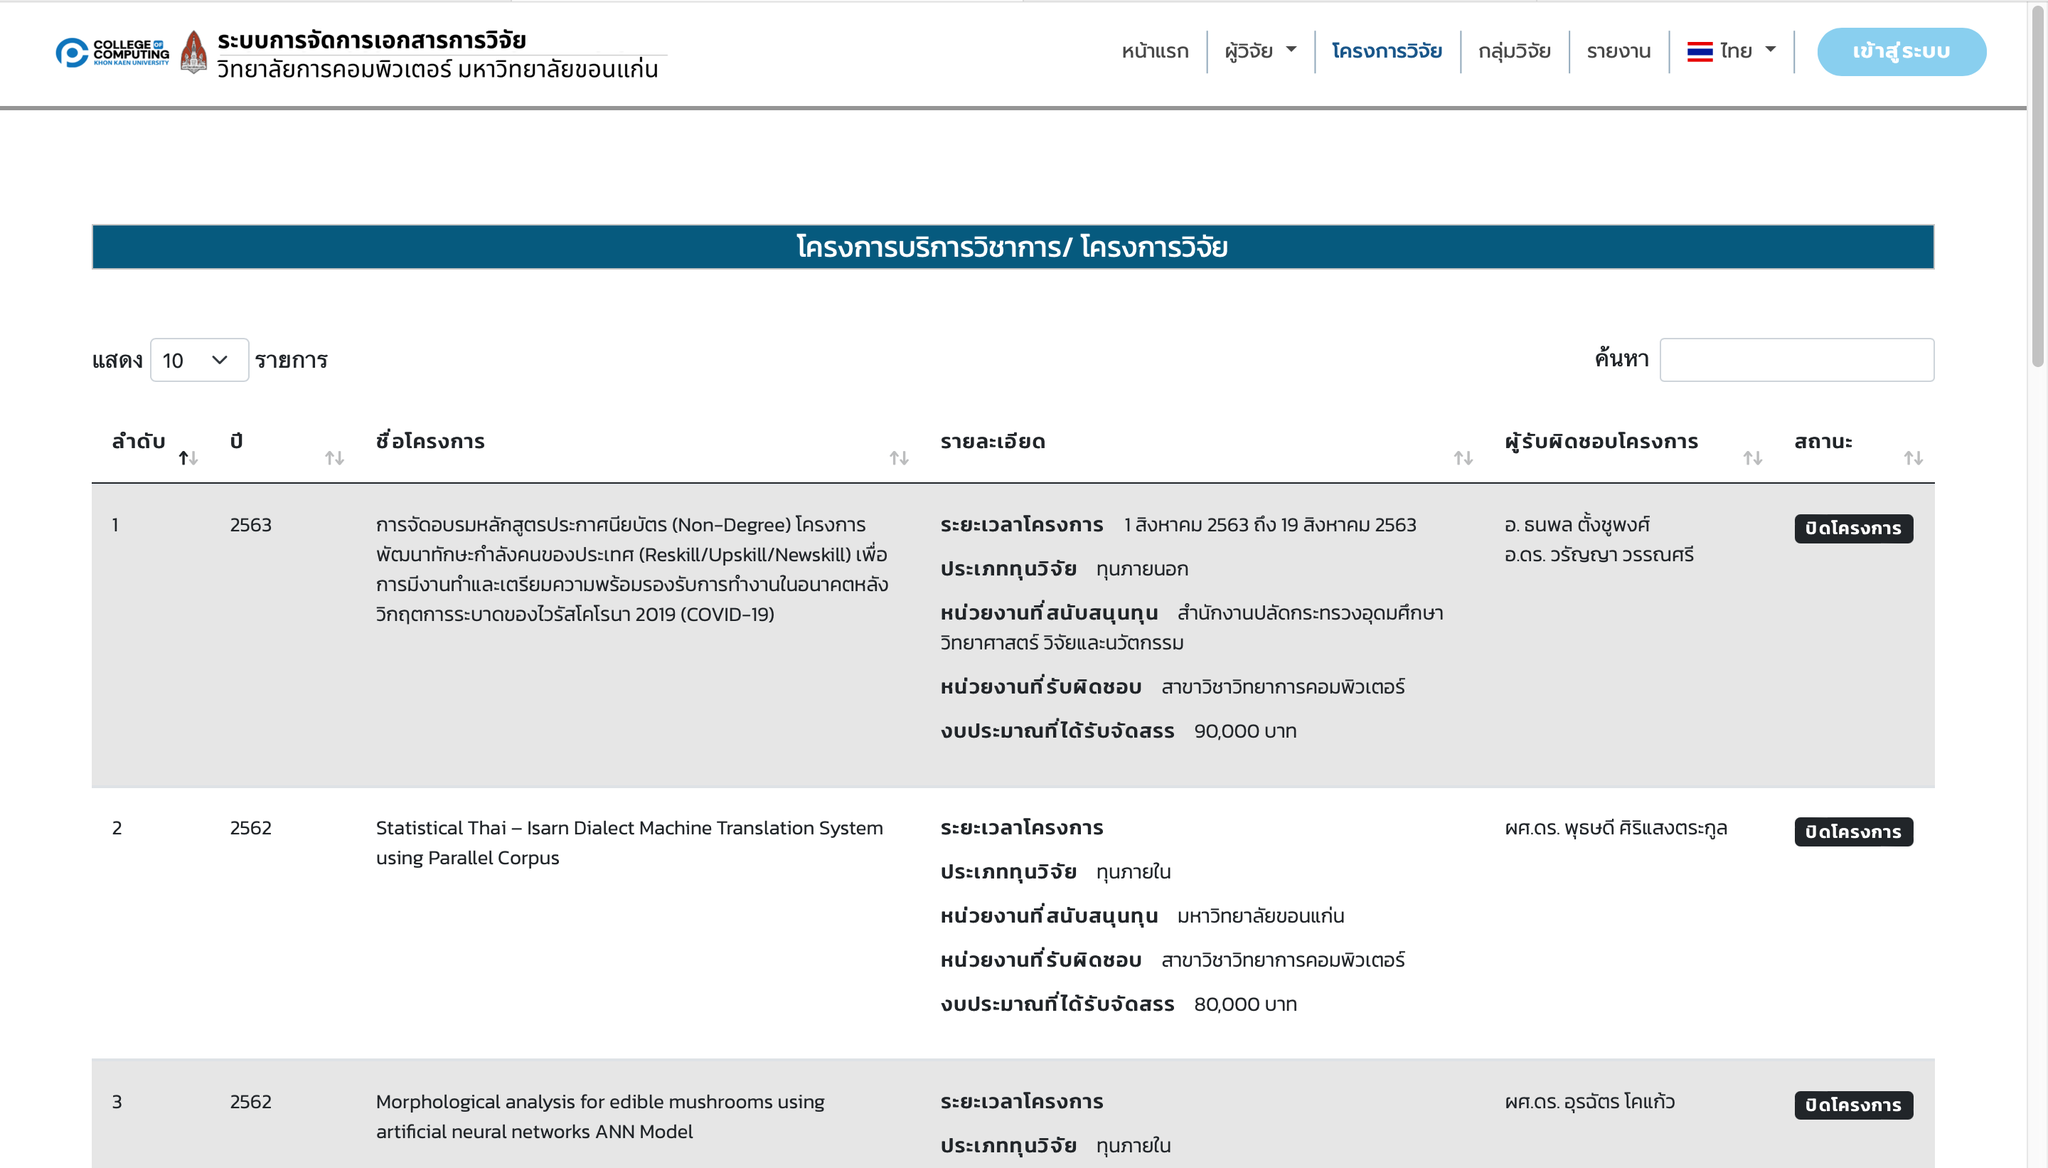 COLLEGE OF
COMPUTING
KHON KAEN UNIVERSITY
ระบบการจัดการเอกสารการวิจัย
วิทยาลัยการคอมพิวเตอร์ มหาวิทยาลัยขอนแก่น
หน้าแรก ผู้วิจัย โครงการวิจัย กลุ่มวิจัย รายงาน ไทย เข้าสู่ระบบ
โครงการบริการวิชาการ/ โครงการวิจัย
แสดง 10 รายการ ค้นหา
ลำดับ ปี ชื่อโครงการ รายละเอียด ผู้รับผิดชอบโครงการ สถานะ
1 2563
การจัดอบรมหลักสูตรประกาศนียบัตร (Non-Degree) โครงการ
พัฒนาทักษะกำลังคนของประเทศ (Reskill/Upskill/Newskill) เพื่อ
การมีงานทำและเตรียมความพร้อมรองรับการทำงานในอนาคตหลัง
วิกฤตการระบาดของไวรัสโคโรนา 2019 (COVID-19)
ระยะเวลาโครงการ 1 สิงหาคม 2563 ถึง 19 สิงหาคม 2563
ประเภททุนวิจัย ทุนภายนอก
หน่วยงานที่สนับสนุนทุน สำนักงานปลัดกระทรวงอุดมศึกษา
วิทยาศาสตร์ วิจัยและนวัตกรรม
หน่วยงานที่รับผิดชอบ สาขาวิชาวิทยาการคอมพิวเตอร์
งบประมาณที่ได้รับจัดสรร 90,000 บาท
อ. ธนพล ตั้งชูพงศ์
อ.ดร. วรัญญา วรรณศรี
ปิดโครงการ
2 2562
Statistical Thai – Isarn Dialect Machine Translation System
using Parallel Corpus
ระยะเวลาโครงการ
ประเภททุนวิจัย ทุนภายใน
หน่วยงานที่สนับสนุนทุน มหาวิทยาลัยขอนแก่น
หน่วยงานที่รับผิดชอบ สาขาวิชาวิทยาการคอมพิวเตอร์
งบประมาณที่ได้รับจัดสรร 80,000 บาท
ผศ.ดร. พุธษดี ศิริแสงตระกูล
ปิดโครงการ
3 2562
Morphological analysis for edible mushrooms using
artificial neural networks ANN Model
ระยะเวลาโครงการ
ประเภททุนวิจัย ทุนภายใน
ผศ.ดร. อุรฉัตร โคแก้ว
ปิดโครงการ